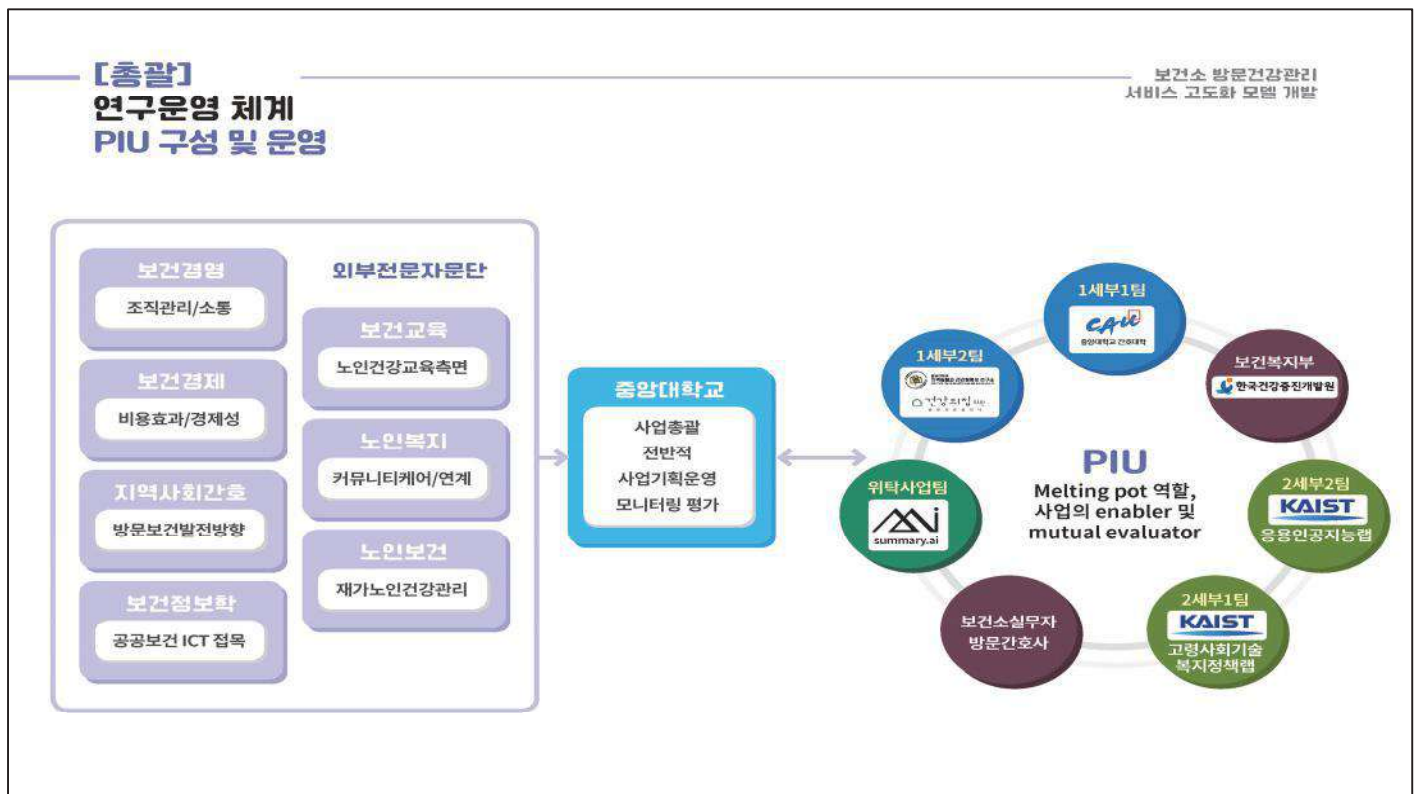 [총괄]
연구운영 체계
PIU 구성 및 운영
보건소 방문건강관리
서비스 고도화 모델 개발
보건경영
조직관리/소통
보건경제
비용효과/경제성
지역사회간호
방문보건발전방향
보건정보학
공공보건 ICT 접목
외부전문자문단
보건교육
노인건강교육측면
노인복지
커뮤니티케어/연계
노인보건
재가노인건강관리
중앙대학교
사업총괄
전반적
사업기획운영
모니터링 평가
1세부1팀
CAU
중앙대학교 간호대학
1세부2팀
건강의집
보건복지부
한국건강증진개발원
위탁사업팀
summary.ai
PIU
Melting pot 역할,
사업의 enabler 및
mutual evaluator
2세부2팀
KAIST
응용인공지능랩
보건소실무자
방문간호사
2세부1팀
KAIST
고령사회기술
복지정책랩